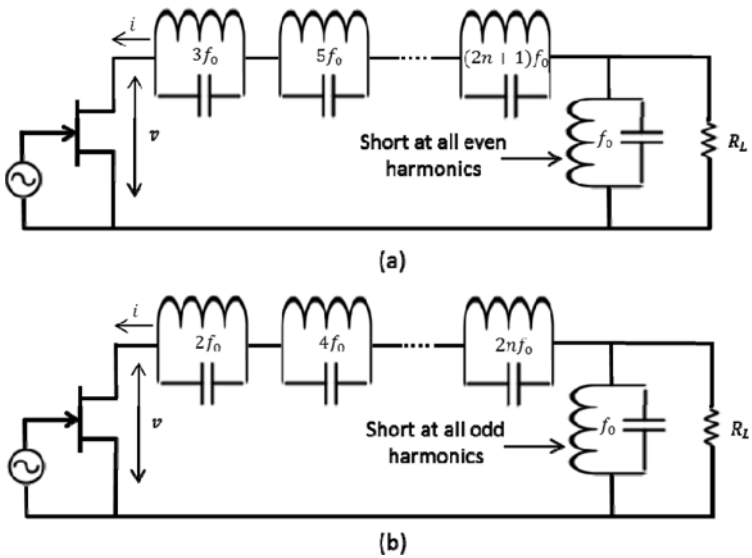 i
3f₀
5f₀
(2n + 1)f₀
v
Short at all even
harmonics
f₀
R_L
(a)
i
2f₀
4f₀
2nf₀
v
Short at all odd
harmonics
f₀
R_L
(b)